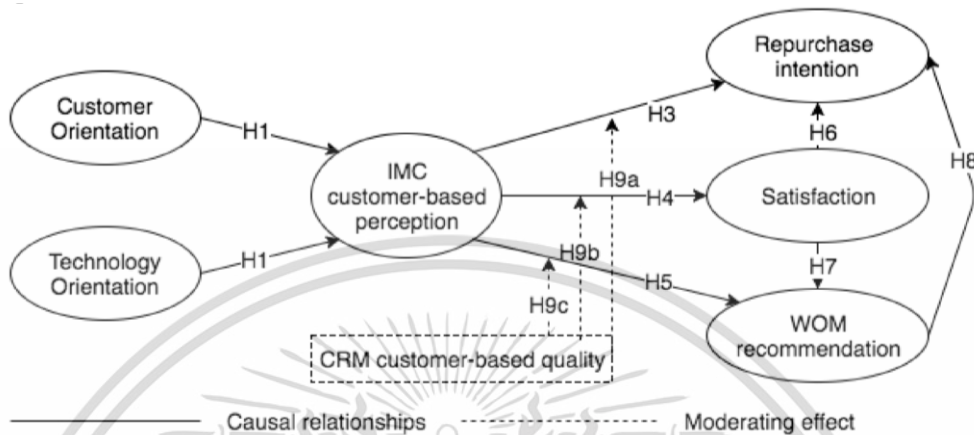 Repurchase
intention
Customer
Orientation
H1
H3
H6
H8
IMC
customer-based
perception
H9a
H4
Satisfaction
Technology
Orientation
H1
H9b
H5
H7
H9c
WOM
recommendation
CRM customer-based quality
Causal relationships
Moderating effect